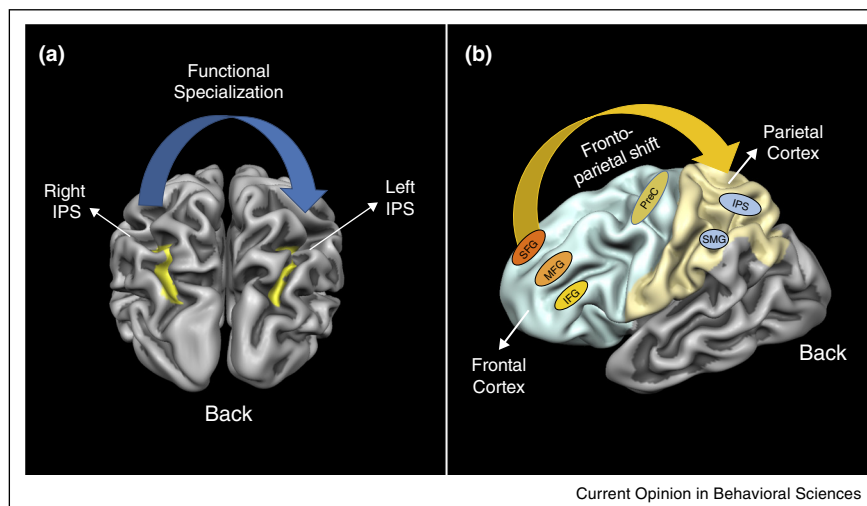 (a)
Functional
Specialization
Right
IPS
Left
IPS
Back
(b)
Fronto-
parietal shift
Parietal
Cortex
PreC
IPS
SMG
SFG
MFG
IFG
Frontal
Cortex
Back
Current Opinion in Behavioral Sciences